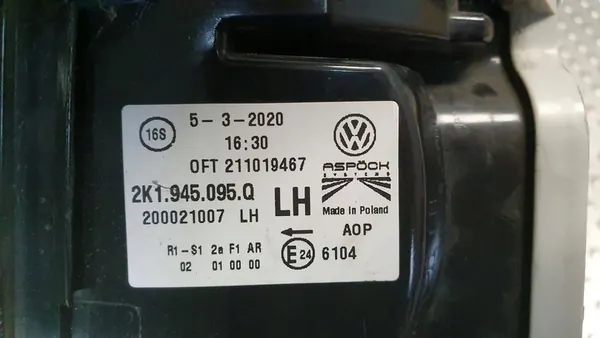 16S
5-3-2020
16:30
OFT 211019467
2K1.945.095.Q
200021007 LH
LH
R1-S1 2a F1 AR
02 01 00 00
VW
ASPÖCK
SYSTEMS
Made in Poland
AOP
E24 6104